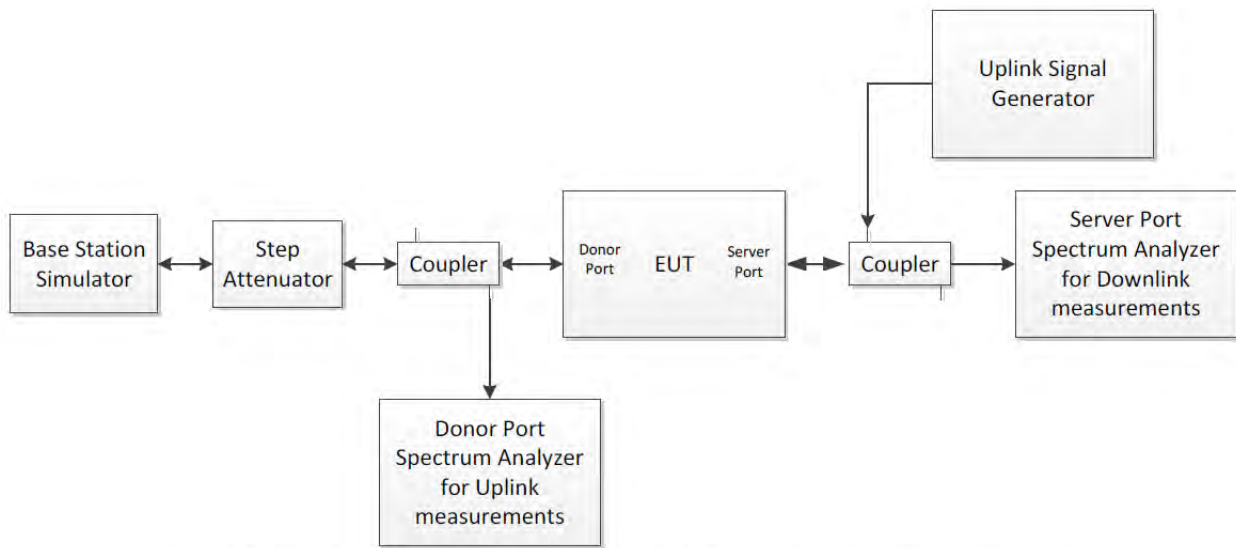 Uplink Signal
Generator
Base Station
Simulator
Step
Attenuator
Coupler
Donor
Port
EUT
Server
Port
Coupler
Server Port
Spectrum Analyzer
for Downlink
measurements
Donor Port
Spectrum Analyzer
for Uplink
measurements